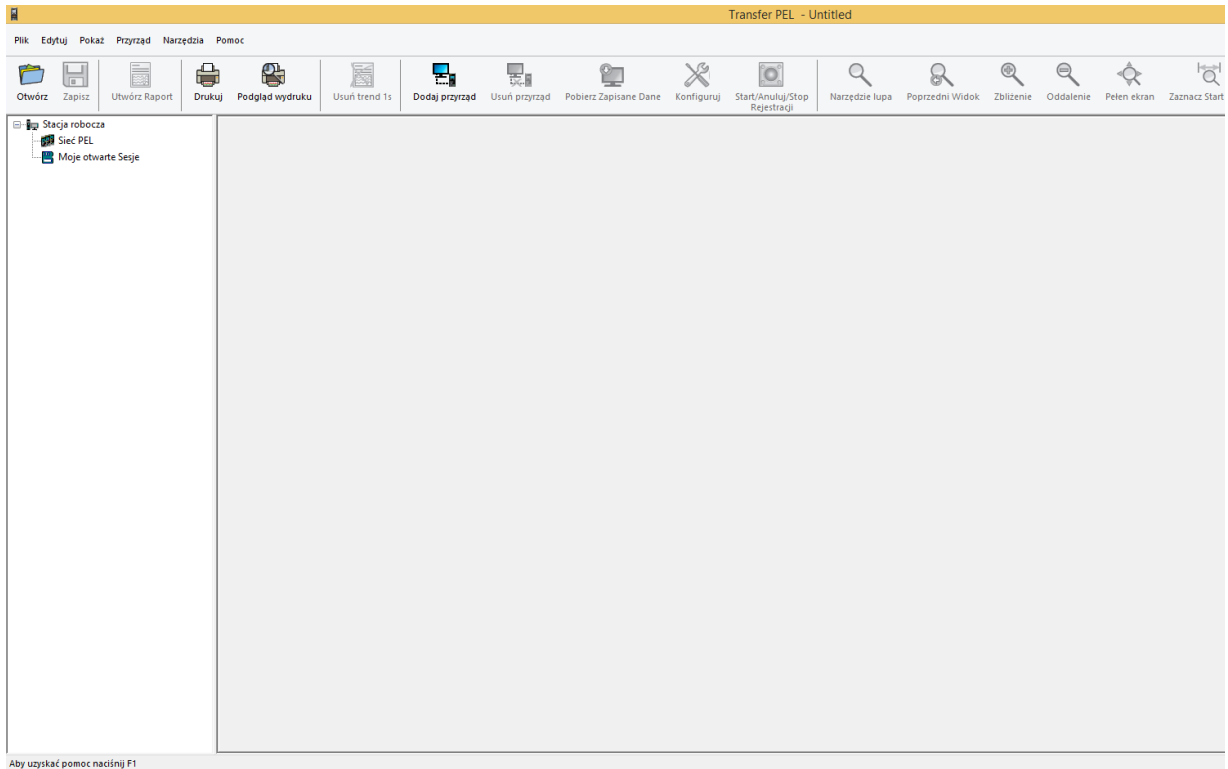 Transfer PEL - Untitled
Plik Edytuj Pokaż Przyrząd Narzędzia Pomoc
Otwórz Zapisz Utwórz Raport Drukuj Podgląd wydruku Usuń trend 1s Dodaj przyrząd Usuń przyrząd Pobierz Zapisane Dane Konfiguruj Start/Anuluj/Stop Narzędzie lupa Poprzedni Widok Zbliżenie Oddalenie Pełen ekran Zaznacz Start
Rejestracji
Stacja robocza
Sieć PEL
Moje otwarte Sesje
Aby uzyskać pomoc naciśnij F1